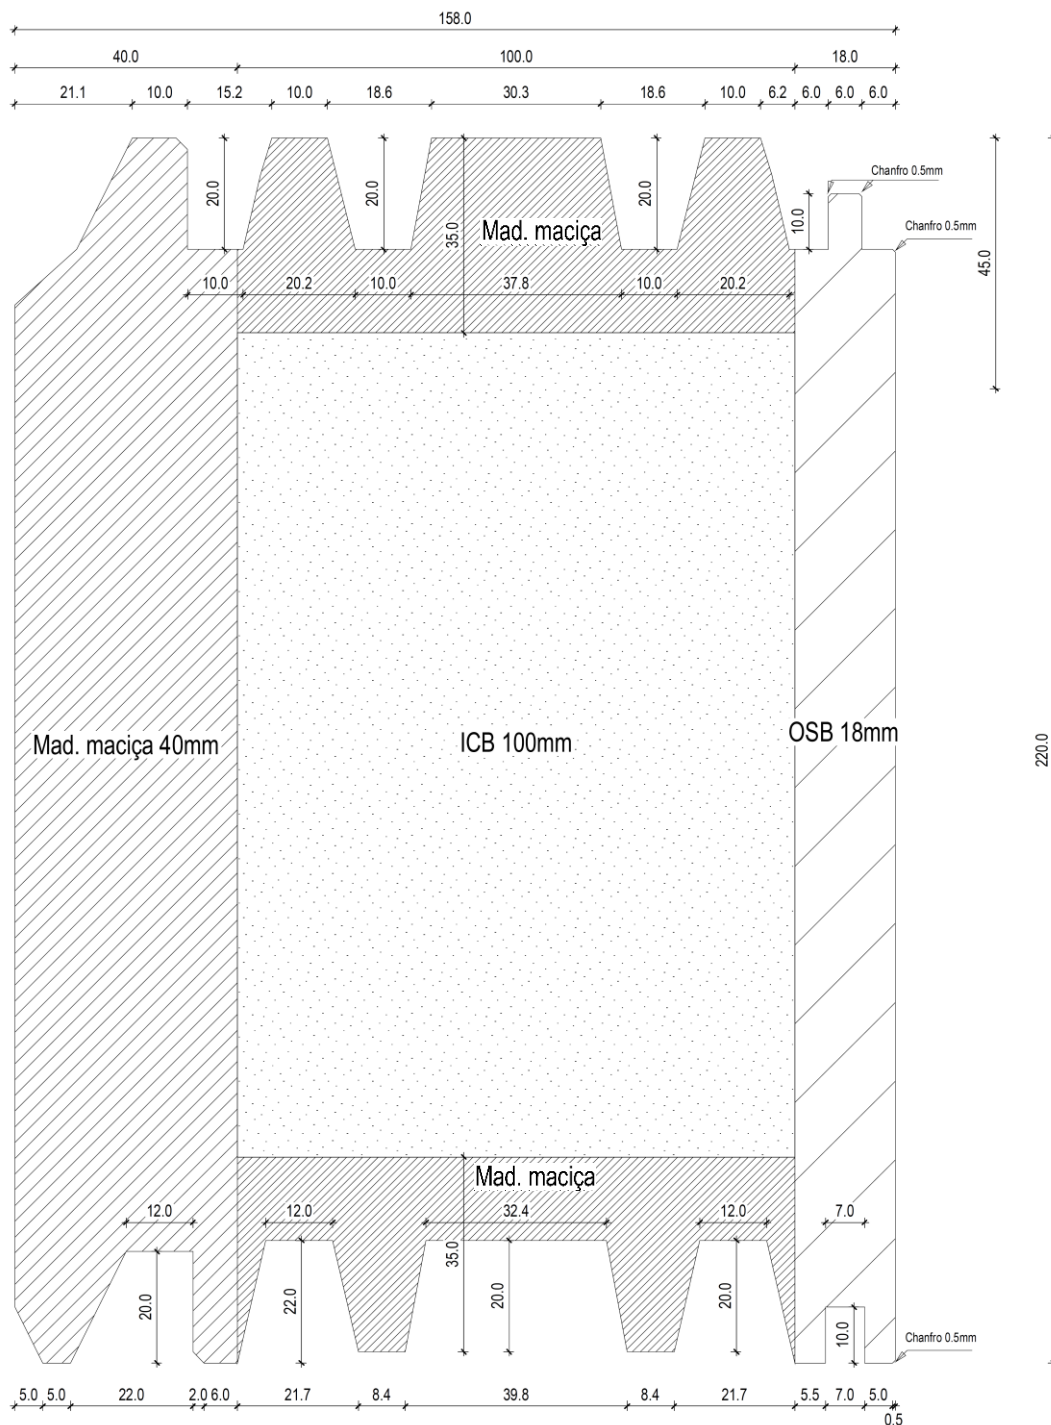 158.0
40.0 100.0 18.0
21.1 10.0 15.2 10.0 18.6 30.3 18.6 10.0 6.2 6.0 6.0 6.0
Chanfro 0.5mm
20.0 20.0 35.0 20.0 10.0 45.0
Mad. maciça
Chanfro 0.5mm
10.0 20.2 10.0 37.8 10.0 20.2
Mad. maciça 40mm ICB 100mm OSB 18mm 220.0
Mad. maciça
12.0 12.0 32.4 12.0 7.0
20.0 22.0 35.0 20.0 20.0 10.0
Chanfro 0.5mm
5.0 5.0 22.0 2.0 6.0 21.7 8.4 39.8 8.4 21.7 5.5 7.0 5.0
0.5